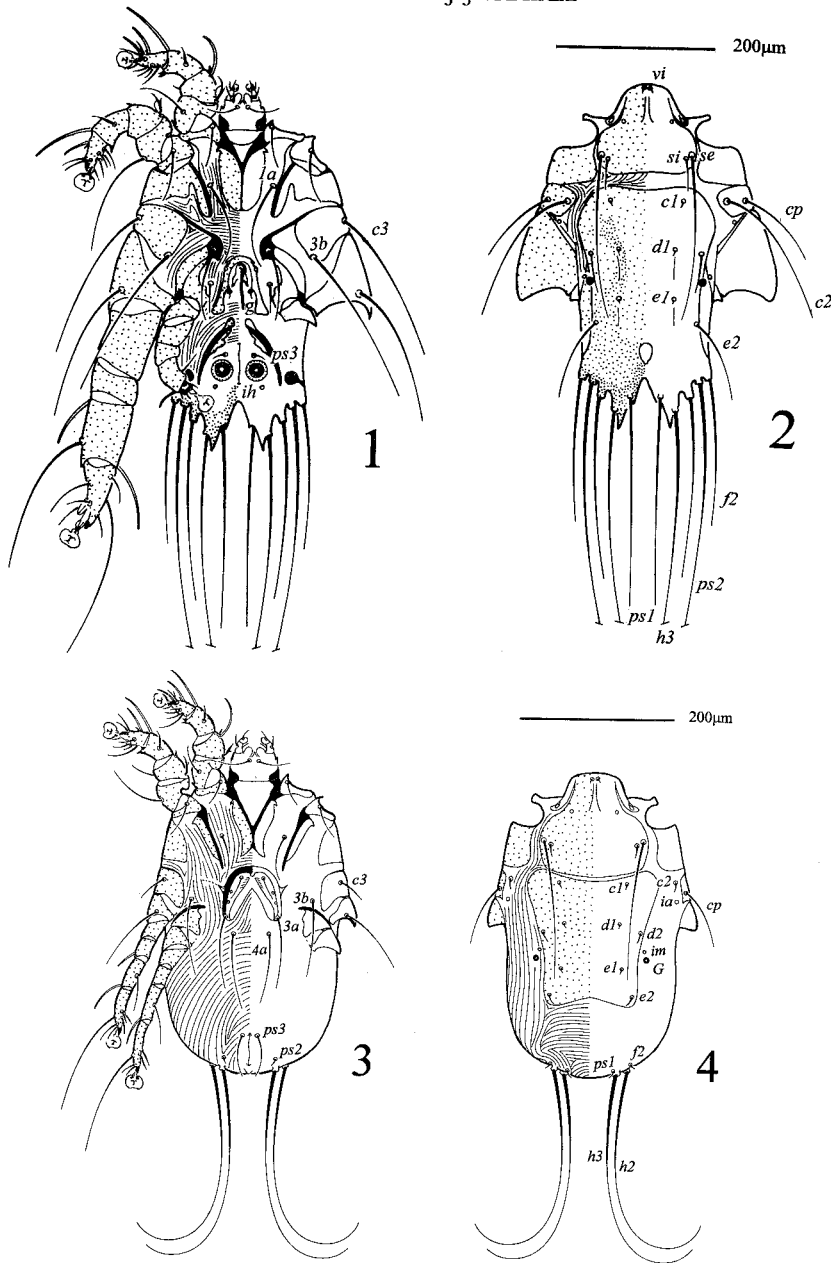 200μm
vi
si
se
1a
c1
cp
c3
3b
d1
c2
e1
g
e2
ps3
ih
1
2
f2
ps2
ps1
h3
200μm
c3
c1
c2
3b
ia
cp
3a
d1
d2
4a
im
e1
G
e2
ps3
ps2
3
ps1
f2
4
h3
h2